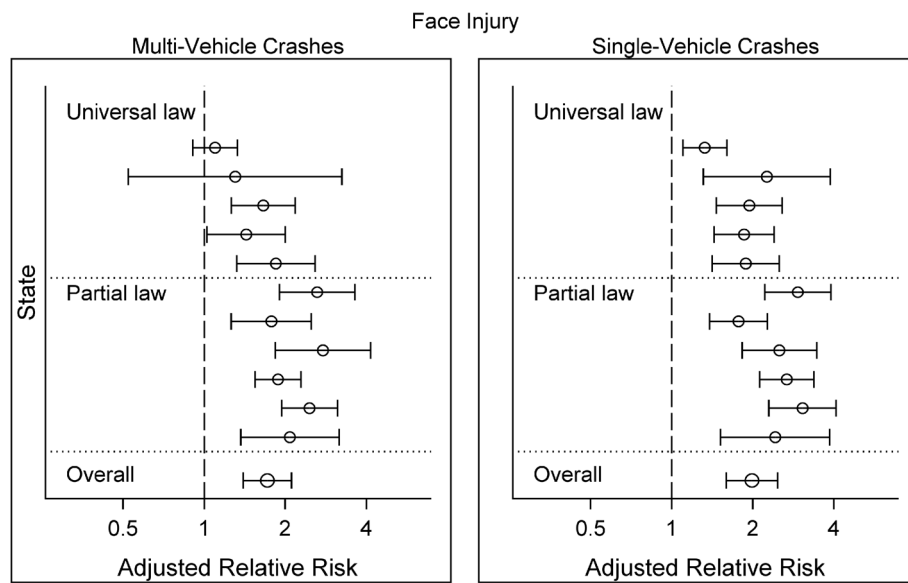 Face Injury
Multi-Vehicle Crashes
Single-Vehicle Crashes
State
Universal law
Partial law
Overall
0.5 1 2 4
Adjusted Relative Risk
Universal law
Partial law
Overall
0.5 1 2 4
Adjusted Relative Risk